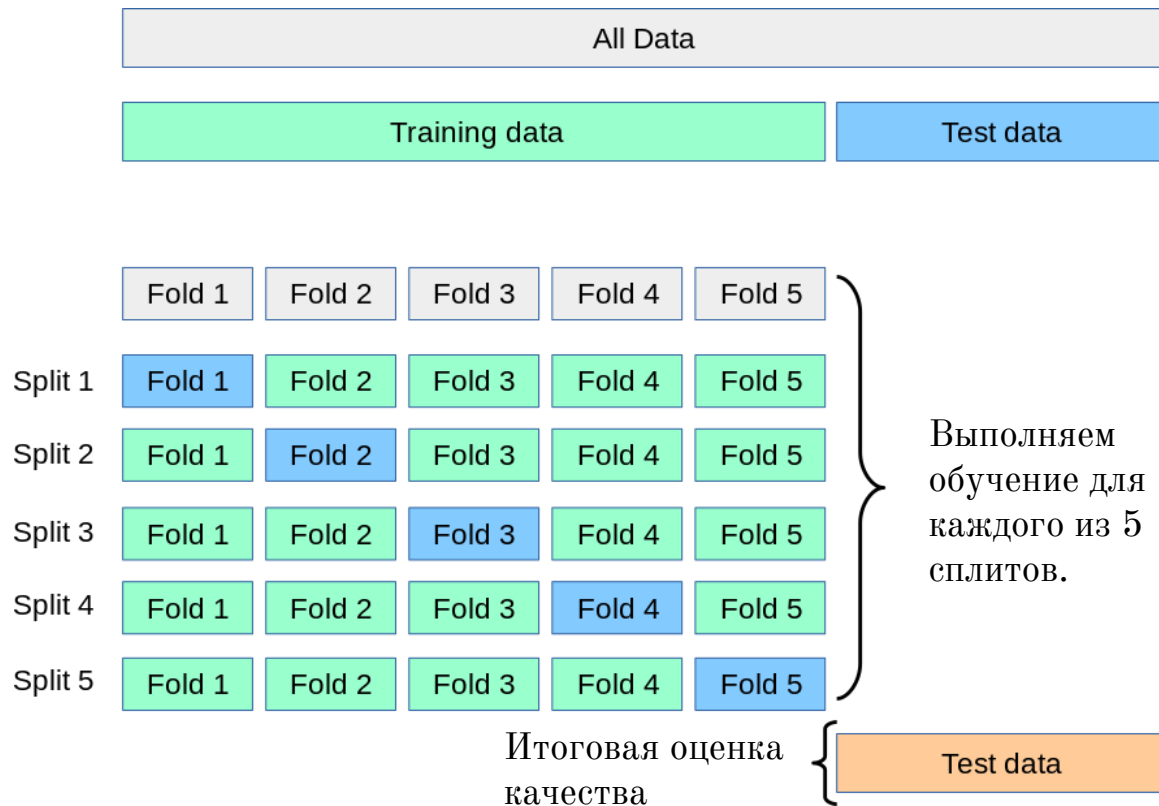 All Data
Training data Test data
Fold 1 Fold 2 Fold 3 Fold 4 Fold 5
Split 1 Fold 1 Fold 2 Fold 3 Fold 4 Fold 5
Split 2 Fold 1 Fold 2 Fold 3 Fold 4 Fold 5
Split 3 Fold 1 Fold 2 Fold 3 Fold 4 Fold 5
Split 4 Fold 1 Fold 2 Fold 3 Fold 4 Fold 5
Split 5 Fold 1 Fold 2 Fold 3 Fold 4 Fold 5
Выполняем
обучение для
каждого из 5
сплитов.
Итоговая оценка
качества
Test data